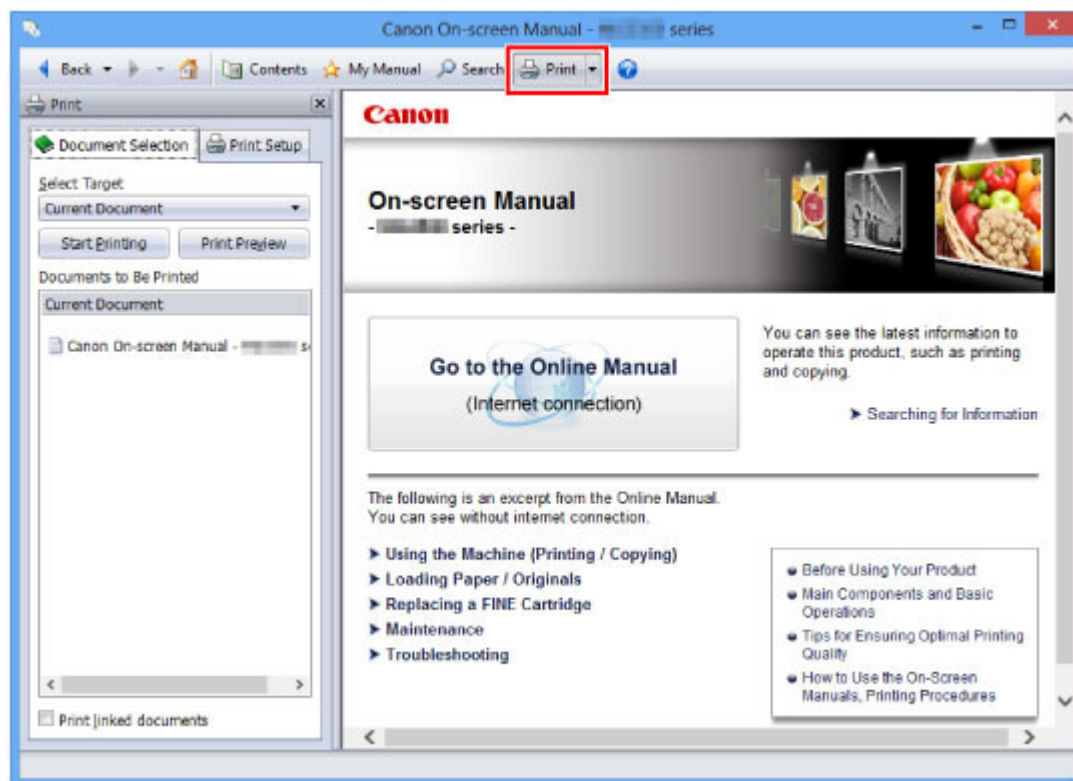 Canon On-screen Manual - series
Back Contents My Manual Search Print
Print
Document Selection Print Setup
Select Target
Current Document
Start Printing Print Preview
Documents to Be Printed
Current Document
Canon On-screen Manual -
Print linked documents
Canon
On-screen Manual
- series -
Go to the Online Manual
(Internet connection)
You can see the latest information to
operate this product, such as printing
and copying.
Searching for Information
The following is an excerpt from the Online Manual.
You can see without internet connection.
Using the Machine (Printing / Copying)
Loading Paper / Originals
Replacing a FINE Cartridge
Maintenance
Troubleshooting
Before Using Your Product
Main Components and Basic
Operations
Tips for Ensuring Optimal Printing
Quality
How to Use the On-Screen
Manuals, Printing Procedures